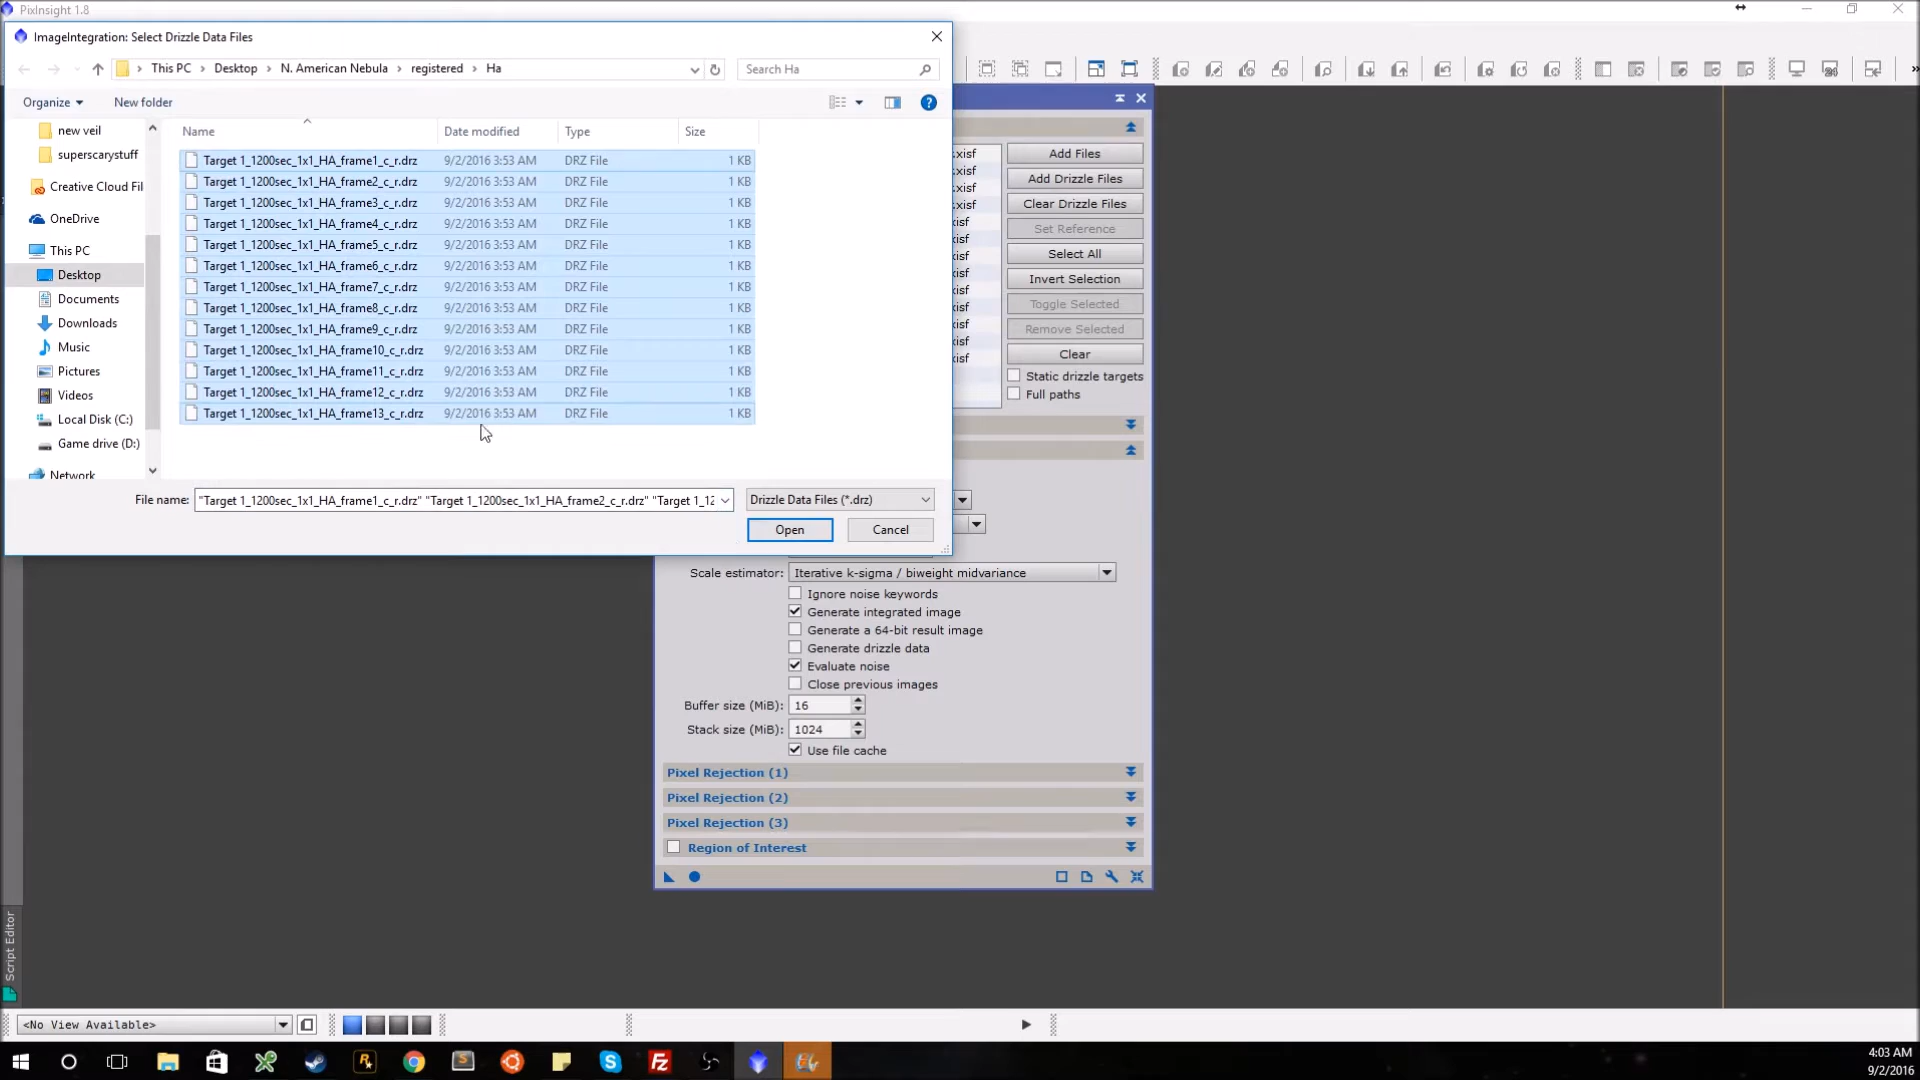 PixInsight 1.8
ImageIntegration: Select Drizzle Data Files
This PC > Desktop > N. American Nebula > registered > Ha
Search Ha
Organize
New folder
new veil
superscarystuff
Creative Cloud Fil
OneDrive
This PC
Desktop
Documents
Downloads
Music
Pictures
Videos
Local Disk (C:)
Game drive (D:)
Network
Name Date modified Type Size
Target 1_1200sec_1x1_HA_frame1_c_r.drz 9/2/2016 3:53 AM DRZ File 1 KB
Target 1_1200sec_1x1_HA_frame2_c_r.drz 9/2/2016 3:53 AM DRZ File 1 KB
Target 1_1200sec_1x1_HA_frame3_c_r.drz 9/2/2016 3:53 AM DRZ File 1 KB
Target 1_1200sec_1x1_HA_frame4_c_r.drz 9/2/2016 3:53 AM DRZ File 1 KB
Target 1_1200sec_1x1_HA_frame5_c_r.drz 9/2/2016 3:53 AM DRZ File 1 KB
Target 1_1200sec_1x1_HA_frame6_c_r.drz 9/2/2016 3:53 AM DRZ File 1 KB
Target 1_1200sec_1x1_HA_frame7_c_r.drz 9/2/2016 3:53 AM DRZ File 1 KB
Target 1_1200sec_1x1_HA_frame8_c_r.drz 9/2/2016 3:53 AM DRZ File 1 KB
Target 1_1200sec_1x1_HA_frame9_c_r.drz 9/2/2016 3:53 AM DRZ File 1 KB
Target 1_1200sec_1x1_HA_frame10_c_r.drz 9/2/2016 3:53 AM DRZ File 1 KB
Target 1_1200sec_1x1_HA_frame11_c_r.drz 9/2/2016 3:53 AM DRZ File 1 KB
Target 1_1200sec_1x1_HA_frame12_c_r.drz 9/2/2016 3:53 AM DRZ File 1 KB
Target 1_1200sec_1x1_HA_frame13_c_r.drz 9/2/2016 3:53 AM DRZ File 1 KB
File name: "Target 1_1200sec_1x1_HA_frame1_c_r.drz" "Target 1_1200sec_1x1_HA_frame2_c_r.drz" "Target 1_12
Drizzle Data Files (*.drz)
Open
Cancel
.xisf
.xisf
.xisf
.xisf
xisf
xisf
xisf
xisf
xisf
xisf
xisf
xisf
xisf
Add Files
Add Drizzle Files
Clear Drizzle Files
Set Reference
Select All
Invert Selection
Toggle Selected
Remove Selected
Clear
Static drizzle targets
Full paths
Scale estimator: Iterative k-sigma / biweight midvariance
Ignore noise keywords
Generate integrated image
Generate a 64-bit result image
Generate drizzle data
Evaluate noise
Close previous images
Buffer size (MiB): 16
Stack size (MiB): 1024
Use file cache
Pixel Rejection (1)
Pixel Rejection (2)
Pixel Rejection (3)
Region of Interest
Script Editor
<No View Available>
4:03 AM
9/2/2016